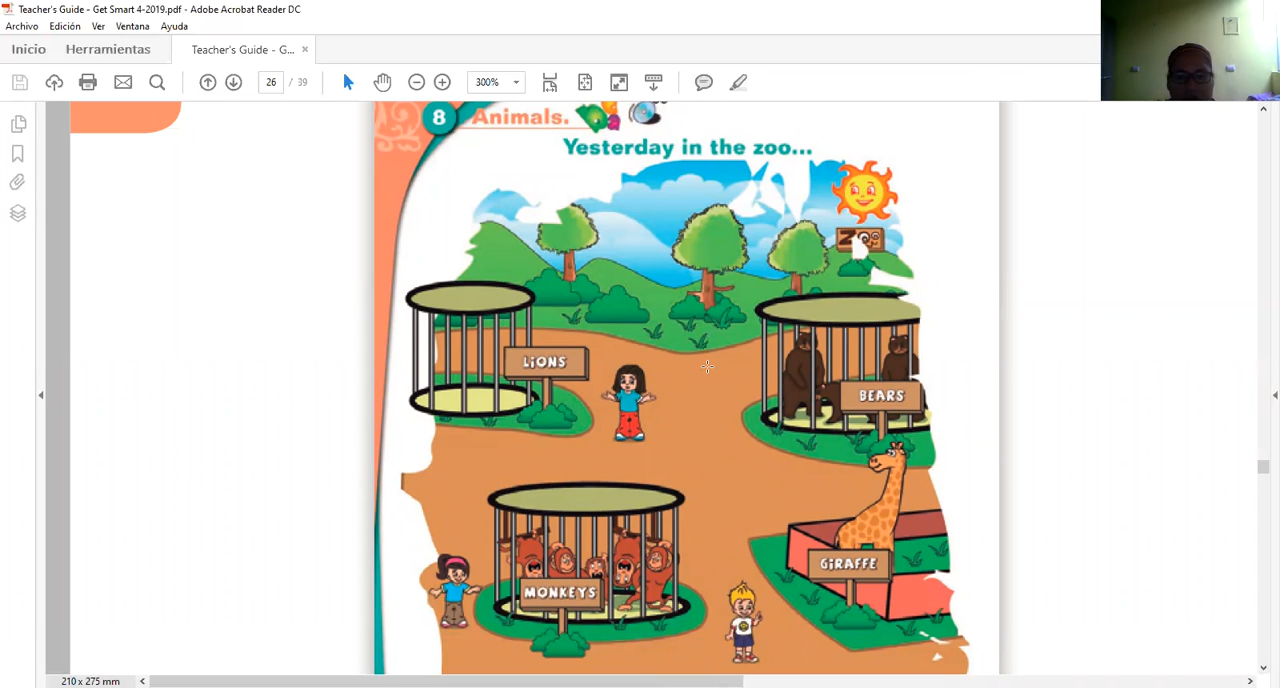 Teacher's Guide - Get Smart 4-2019.pdf - Adobe Acrobat Reader DC
Archivo Edición Ver Ventana Ayuda
Inicio Herramientas Teacher's Guide - G... ×
26 / 39 300%
8 Animals.
Yesterday in the zoo...
ZOO
LIONS
BEARS
GIRAFFE
MONKEYS
210 x 275 mm